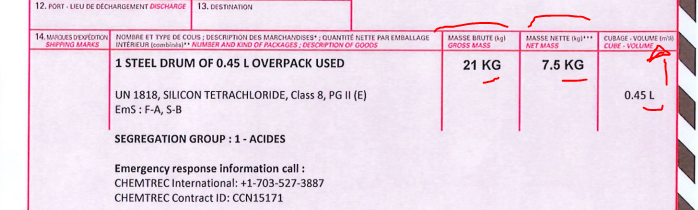 12. PORT - LIEU DE DÉCHARGEMENT DISCHARGE 13. DESTINATION
14. MARQUES D'EXPÉDITION SHIPPING MARKS
NOMBRE ET TYPE DE COLIS ; DESCRIPTION DES MARCHANDISES* ; QUANTITÉ NETTE PAR EMBALLAGE
INTÉRIEUR (combinés)** NUMBER AND KIND OF PACKAGES ; DESCRIPTION OF GOODS
MASSE BRUTE (kg)
GROSS MASS
MASSE NETTE (kg)***
NET MASS
CUBAGE - VOLUME (m³)
CUBE - VOLUME
1 STEEL DRUM OF 0.45 L OVERPACK USED 21 KG 7.5 KG
UN 1818, SILICON TETRACHLORIDE, Class 8, PG II (E) 0.45 L
EmS : F-A, S-B
SEGREGATION GROUP : 1 - ACIDES
Emergency response information call :
CHEMTREC International: +1-703-527-3887
CHEMTREC Contract ID: CCN15171